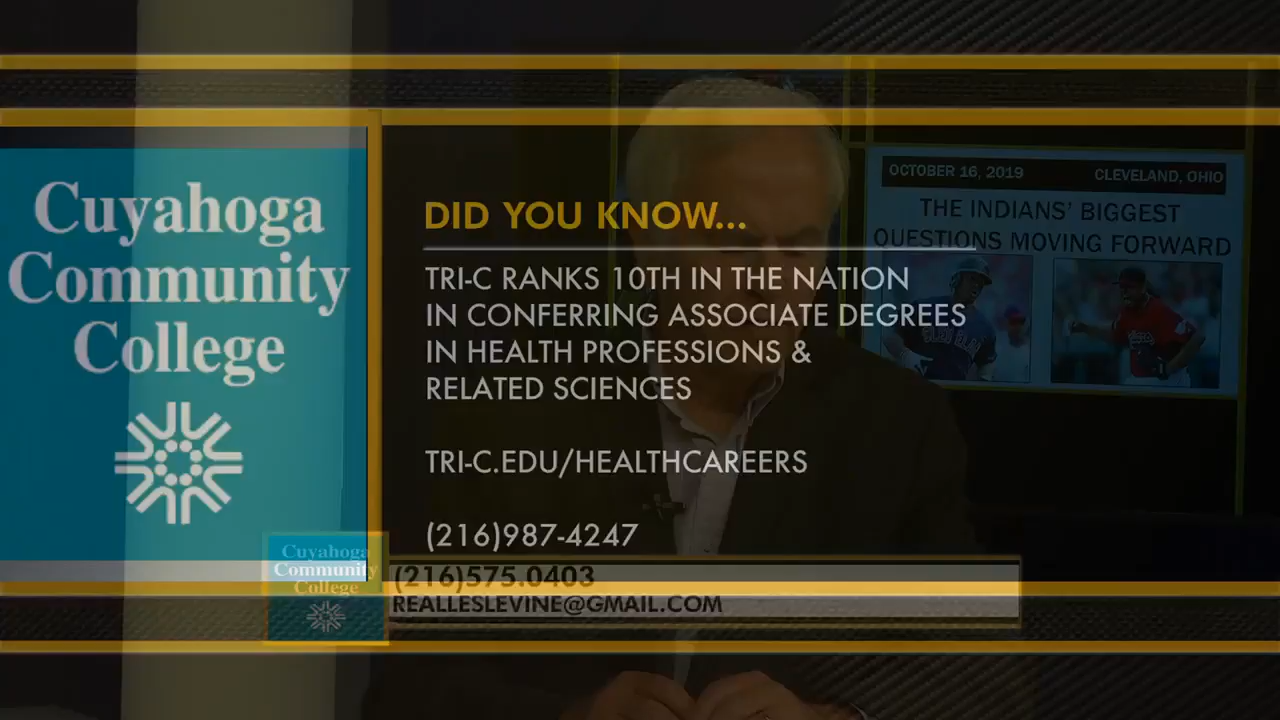 Cuyahoga
Community
College
DID YOU KNOW...
TRI-C RANKS 10TH IN THE NATION
IN CONFERRING ASSOCIATE DEGREES
IN HEALTH PROFESSIONS &
RELATED SCIENCES
TRI-C.EDU/HEALTHCAREERS
(216)987-4247
OCTOBER 16, 2019 CLEVELAND, OHIO
THE INDIANS' BIGGEST
QUESTIONS MOVING FORWARD
Cuyahoga
Community
College
(216)575.0403
REALLESLEVINE@GMAIL.COM